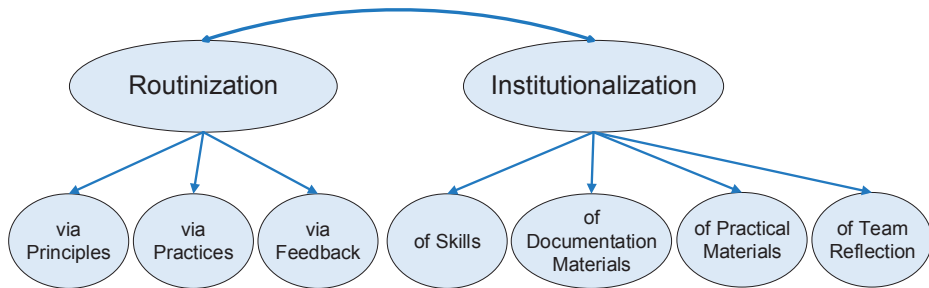 Routinization
Institutionalization
via
Principles
via
Practices
via
Feedback
of Skills
of
Documentation
Materials
of Practical
Materials
of Team
Reflection